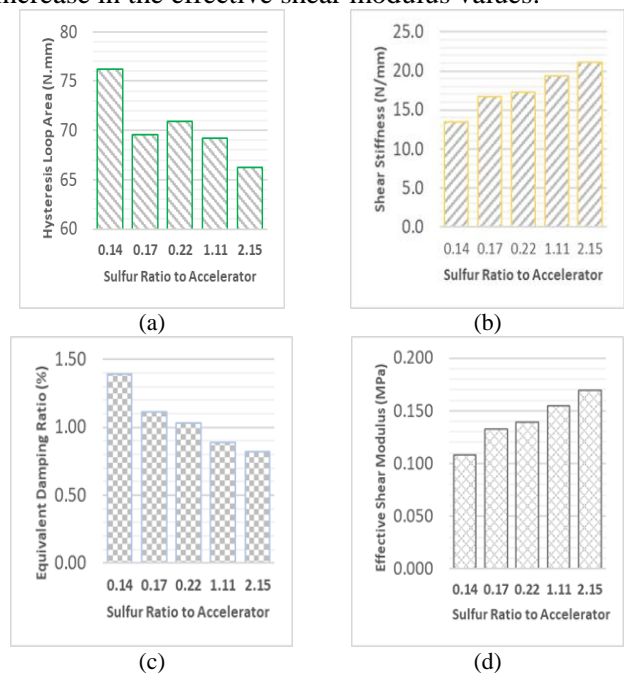 increase in the effective shear modulus values.
80
75
70
65
60
Hysteresis Loop Area (N.mm)
0.14 0.17 0.22 1.11 2.15
Sulfur Ratio to Accelerator
(a)
25.0
20.0
15.0
10.0
5.0
0.0
Shear Stiffness (N/mm)
0.14 0.17 0.22 1.11 2.15
Sulfur Ratio to Accelerator
(b)
1.50
1.00
0.50
0.00
Equivalent Damping Ratio (%)
0.14 0.17 0.22 1.11 2.15
Sulfur Ratio to Accelerator
(c)
0.200
0.150
0.100
0.050
0.000
Effective Shear Modulus (MPa)
0.14 0.17 0.22 1.11 2.15
Sulfur Ratio to Accelerator
(d)